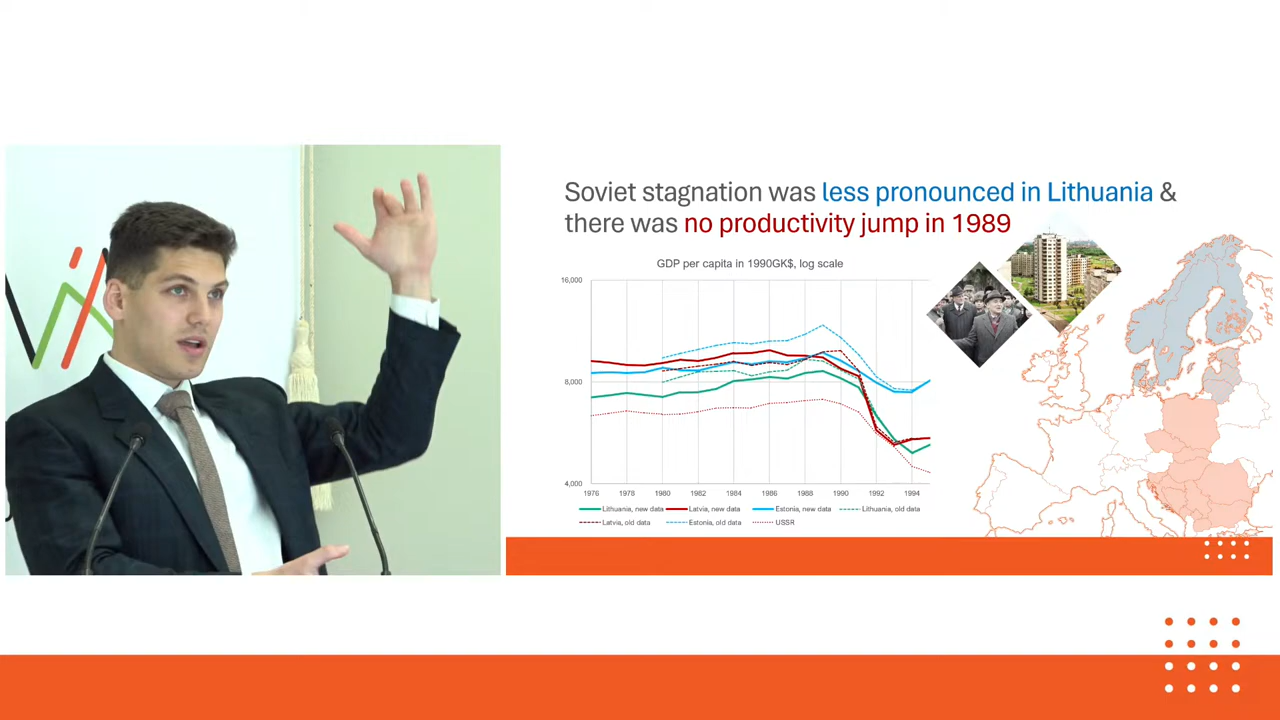 Soviet stagnation was less pronounced in Lithuania &
there was no productivity jump in 1989
GDP per capita in 1990GK$, log scale
16,000
8,000
4,000
1976 1978 1980 1982 1984 1986 1988 1990 1992 1994
Lithuania, new data Latvia, new data Estonia, new data Lithuania, old data
Latvia, old data Estonia, old data USSR